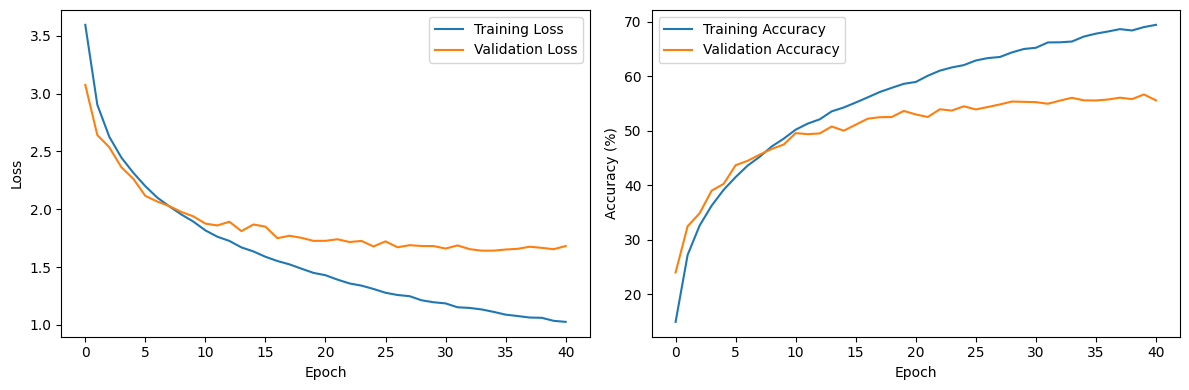 Training Loss
Validation Loss
Loss
3.5
3.0
2.5
2.0
1.5
1.0
0 5 10 15 20 25 30 35 40
Epoch
Training Accuracy
Validation Accuracy
Accuracy (%)
70
60
50
40
30
20
0 5 10 15 20 25 30 35 40
Epoch